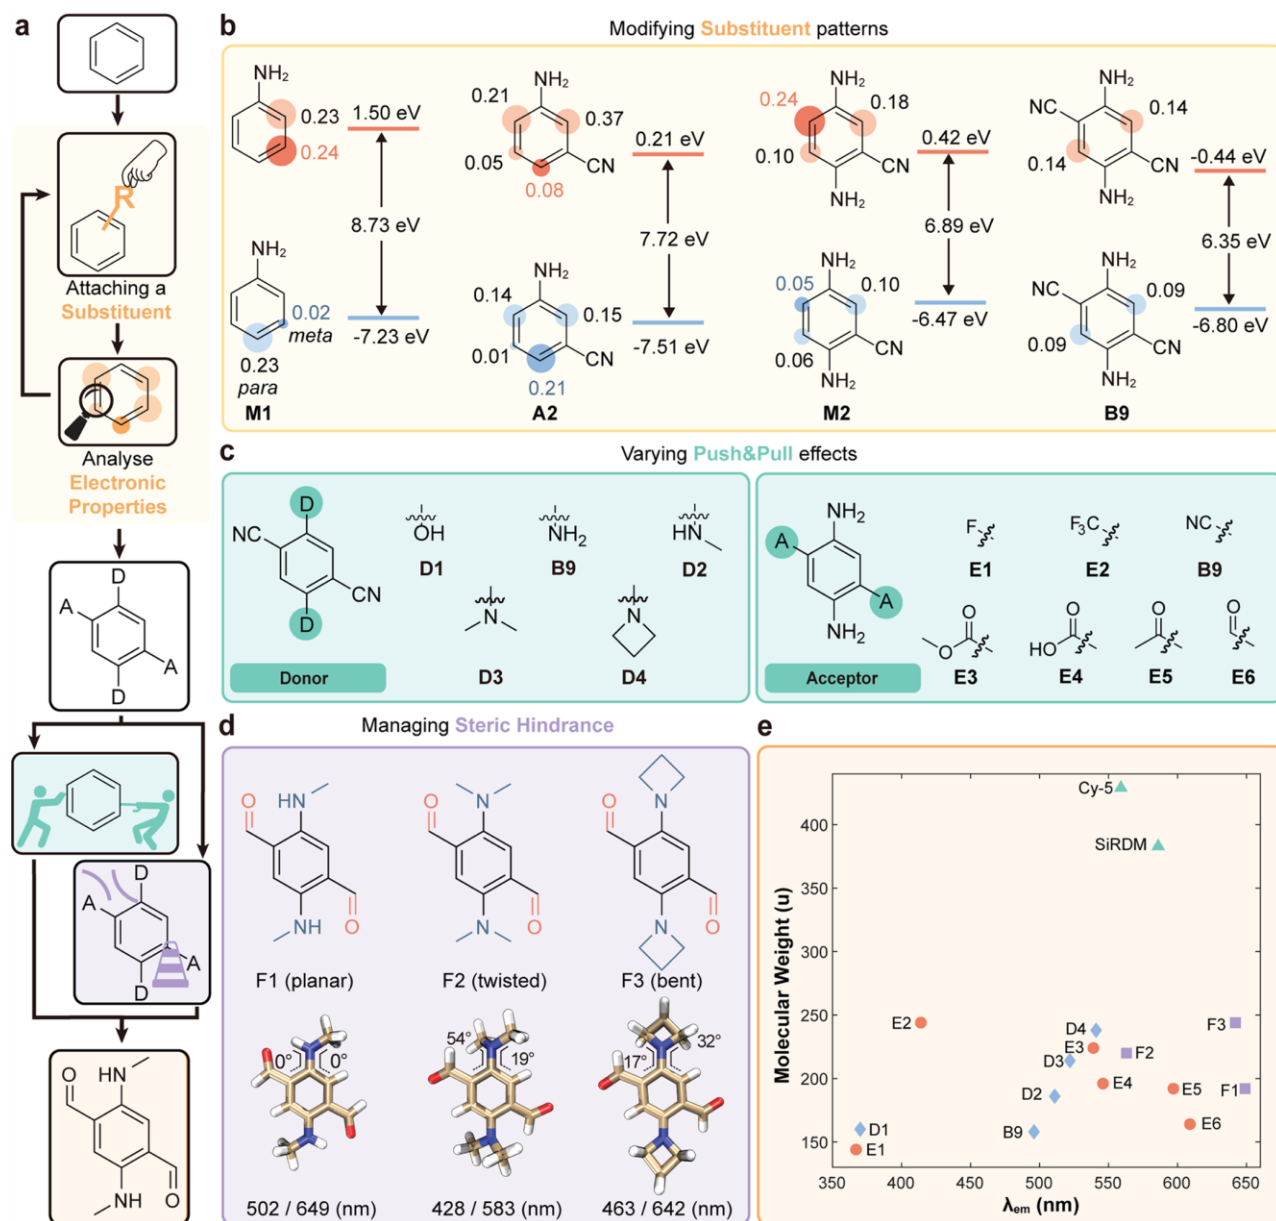 a
R
Attaching a
Substituent
Analyse
Electronic
Properties
D
A
A
D
D
A
A
D
O
HN
HN
O
b
Modifying Substituent patterns
NH₂
0.23
0.24
1.50 eV
8.73 eV
NH₂
0.02
meta
0.23
para
-7.23 eV
M1
NH₂
0.21
0.37
0.05
CN
0.08
0.21 eV
7.72 eV
NH₂
0.14
0.15
0.01
CN
0.21
-7.51 eV
A2
NH₂
0.24
0.18
0.10
CN
NH₂
0.42 eV
6.89 eV
NH₂
0.05
0.10
0.06
CN
NH₂
-6.47 eV
M2
NH₂
NC
0.14
0.14
CN
NH₂
-0.44 eV
6.35 eV
NH₂
NC
0.09
0.09
CN
NH₂
-6.80 eV
B9
c
Varying Push&Pull effects
D
NC
CN
D
Donor
OH
D1
NH₂
B9
HN
D2
N
D3
N
D4
NH₂
A
A
NH₂
Acceptor
F
E1
F₃C
E2
NC
B9
O
O
E3
O
HO
E4
O
E5
O
E6
d
Managing Steric Hindrance
O
HN
NH
O
F1 (planar)
O
N
N
O
F2 (twisted)
O
N
N
O
F3 (bent)
0°
0°
54°
19°
17°
32°
502 / 649 (nm)
428 / 583 (nm)
463 / 642 (nm)
e
Molecular Weight (u)
400
350
300
250
200
150
Cy-5
SiRDM
E2
D4
E3
D3
F2
F3
E4
D2
E5
F1
B9
E6
D1
E1
350
400
450
500
550
600
650
λem (nm)